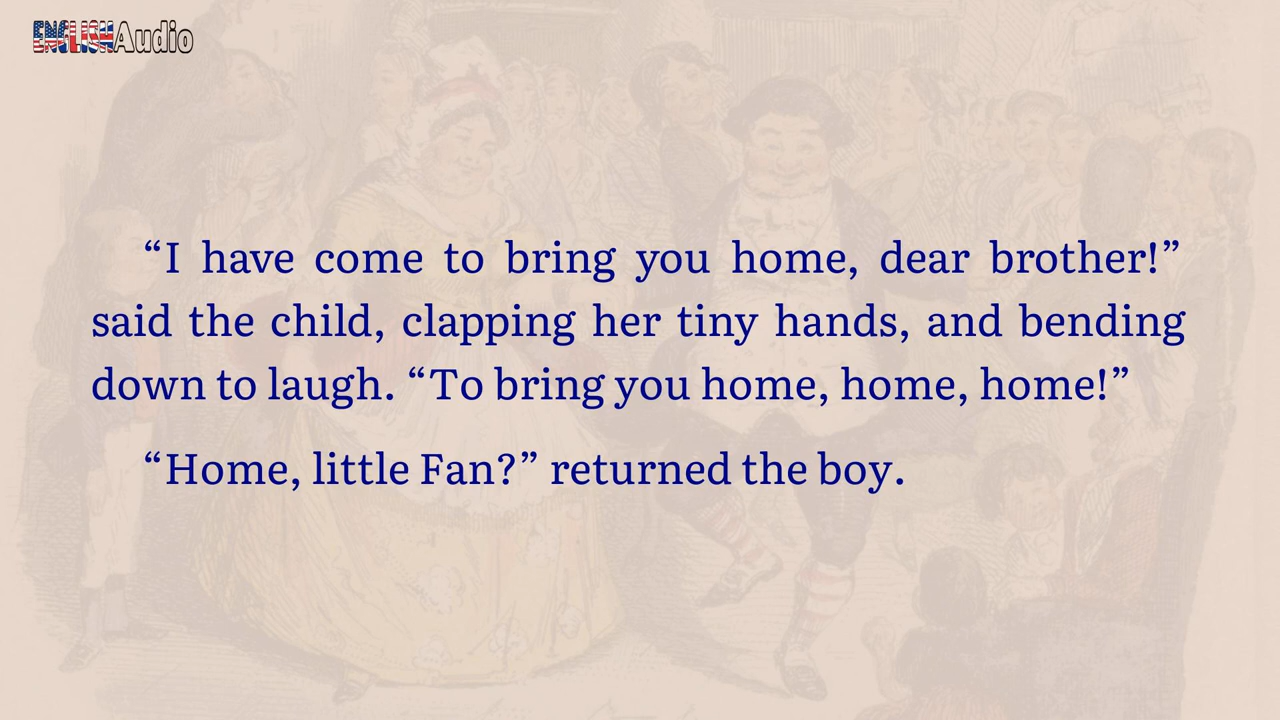 ENGLISHAudio
“I have come to bring you home, dear brother!”
said the child, clapping her tiny hands, and bending
down to laugh. “To bring you home, home, home!”
“Home, little Fan?” returned the boy.